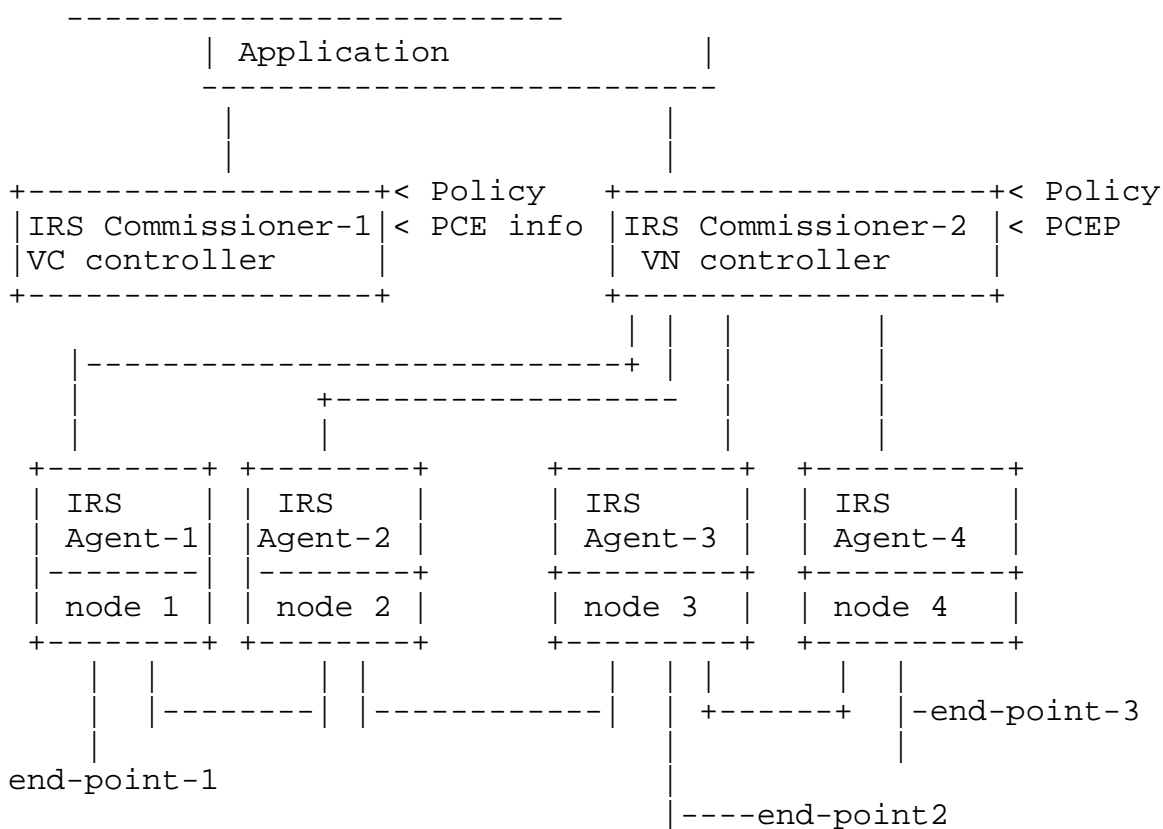 Application
IRS Commissioner-1 < Policy IRS Commissioner-2 < Policy
VC controller < PCE info VN controller < PCEP
IRS IRS IRS IRS
Agent-1 Agent-2 Agent-3 Agent-4
node 1 node 2 node 3 node 4
end-point-3
end-point-1
end-point2